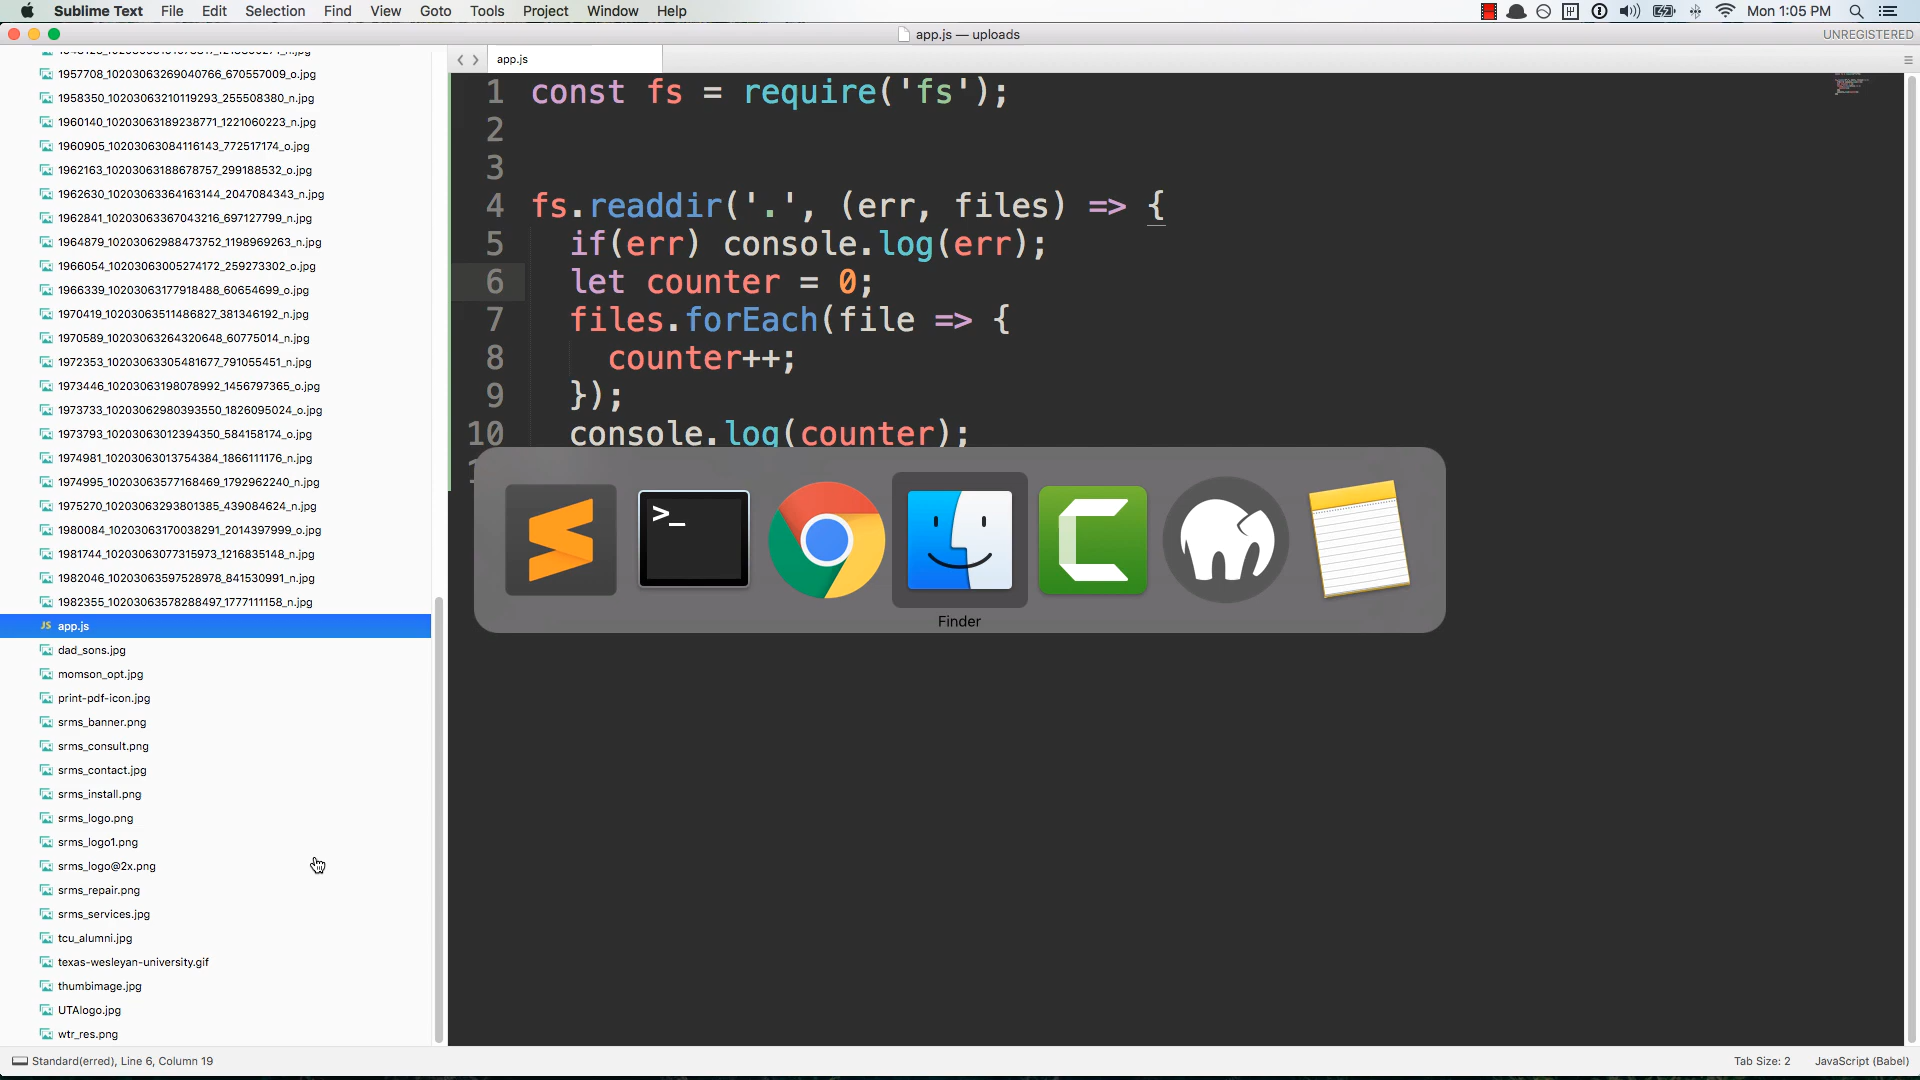 Sublime Text File Edit Selection Find View Goto Tools Project Window Help Mon 1:05 PM
app.js — uploads UNREGISTERED
1957708_10203063269040766_670557009_o.jpg
1958350_10203063210119293_255508380_n.jpg
1960140_10203063189238771_1221060223_n.jpg
1960905_10203063084116143_772517174_o.jpg
1962163_10203063188678757_299188532_o.jpg
1962630_10203063364163144_2047084343_n.jpg
1962841_10203063367043216_697127799_n.jpg
1964879_10203062988473752_1198969263_n.jpg
1966054_10203063005274172_259273302_o.jpg
1966339_10203063177918488_60654699_o.jpg
1970419_10203063511486827_381346192_n.jpg
1970589_10203063264320648_60775014_n.jpg
1972353_10203063305481677_791055451_n.jpg
1973446_10203063198078992_1456797365_o.jpg
1973733_10203062980393550_1826095024_o.jpg
1973793_10203063012394350_584158174_o.jpg
1974981_10203063013754384_1866111176_n.jpg
1974995_10203063577168469_1792962240_n.jpg
1975270_10203063293801385_439084624_n.jpg
1980084_10203063170038291_2014397999_o.jpg
1981744_10203063077315973_1216835148_n.jpg
1982046_10203063597528978_841530991_n.jpg
1982355_10203063578288497_1777111158_n.jpg
JS app.js
dad_sons.jpg
momson_opt.jpg
print-pdf-icon.jpg
srms_banner.png
srms_consult.png
srms_contact.jpg
srms_install.png
srms_logo.png
srms_logo1.png
srms_logo@2x.png
srms_repair.png
srms_services.jpg
tcu_alumni.jpg
texas-wesleyan-university.gif
thumbimage.jpg
UTAlogo.jpg
wtr_res.png
app.js
1 const fs = require('fs');
2
3
4 fs.readdir('.', (err, files) => {
5 if(err) console.log(err);
6 let counter = 0;
7 files.forEach(file => {
8 counter++;
9 });
10 console.log(counter);
>_
Finder
Standard(erred), Line 6, Column 19 Tab Size: 2 JavaScript (Babel)